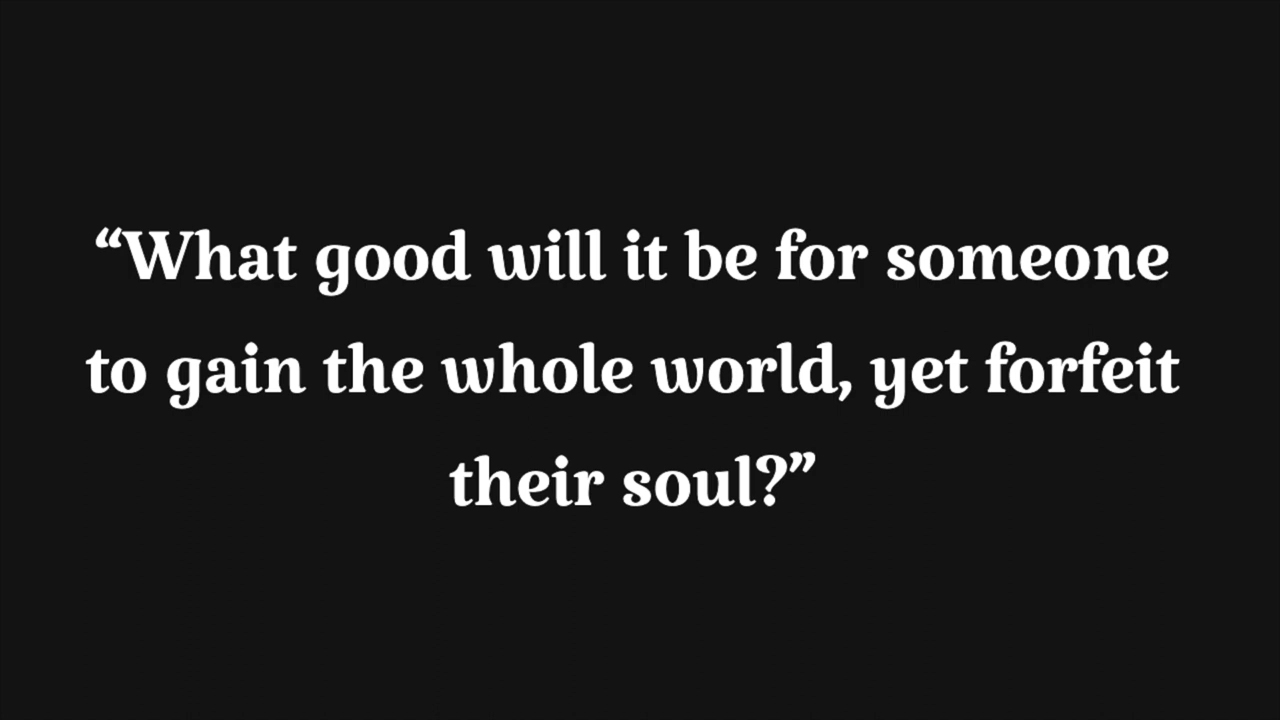 “What good will it be for someone
to gain the whole world, yet forfeit
their soul?”